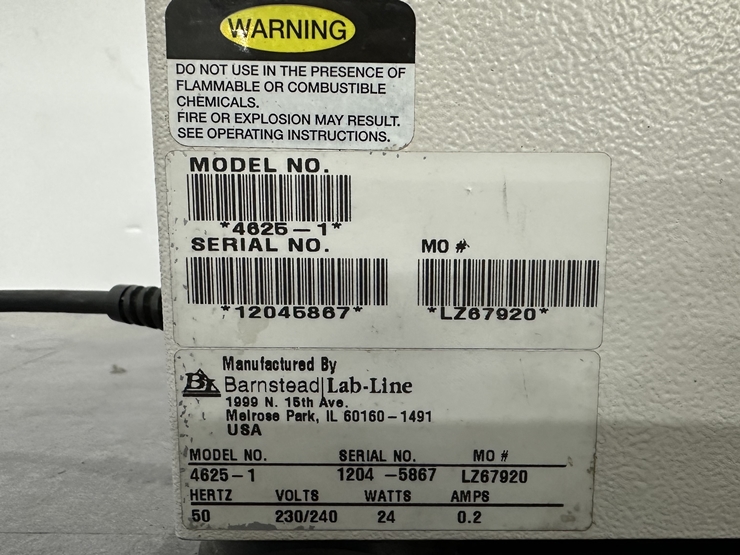 WARNING
DO NOT USE IN THE PRESENCE OF
FLAMMABLE OR COMBUSTIBLE
CHEMICALS.
FIRE OR EXPLOSION MAY RESULT.
SEE OPERATING INSTRUCTIONS.
MODEL NO.
*4625-1*
SERIAL NO. MO #
*12045867* *LZ67920*
Manufactured By
BL Barnstead|Lab-Line
1999 N. 15th Ave.
Melrose Park, IL 60160-1491
USA
MODEL NO. SERIAL NO. MO #
4625-1 1204 -5867 LZ67920
HERTZ VOLTS WATTS AMPS
50 230/240 24 0.2